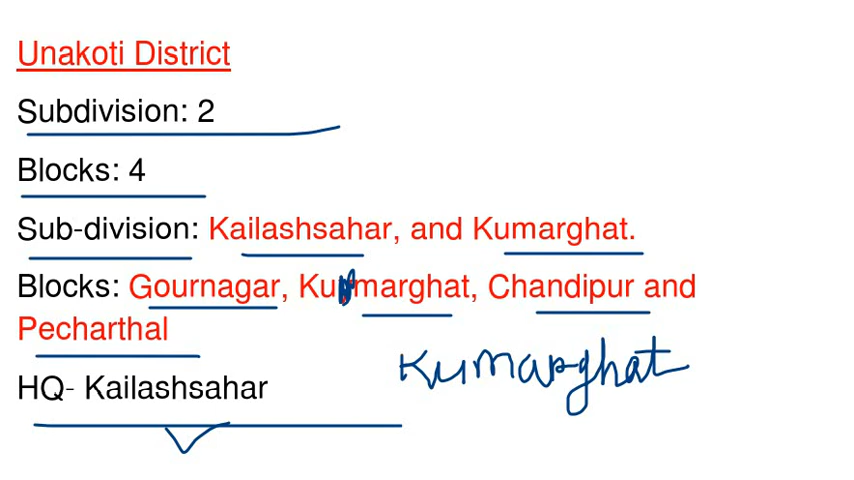 Unakoti District
Subdivision: 2
Blocks: 4
Sub-division: Kailashsahar, and Kumarghat.
Blocks: Gournagar, Kumarghat, Chandipur and
Pecharthal
Kumarghat
HQ- Kailashsahar